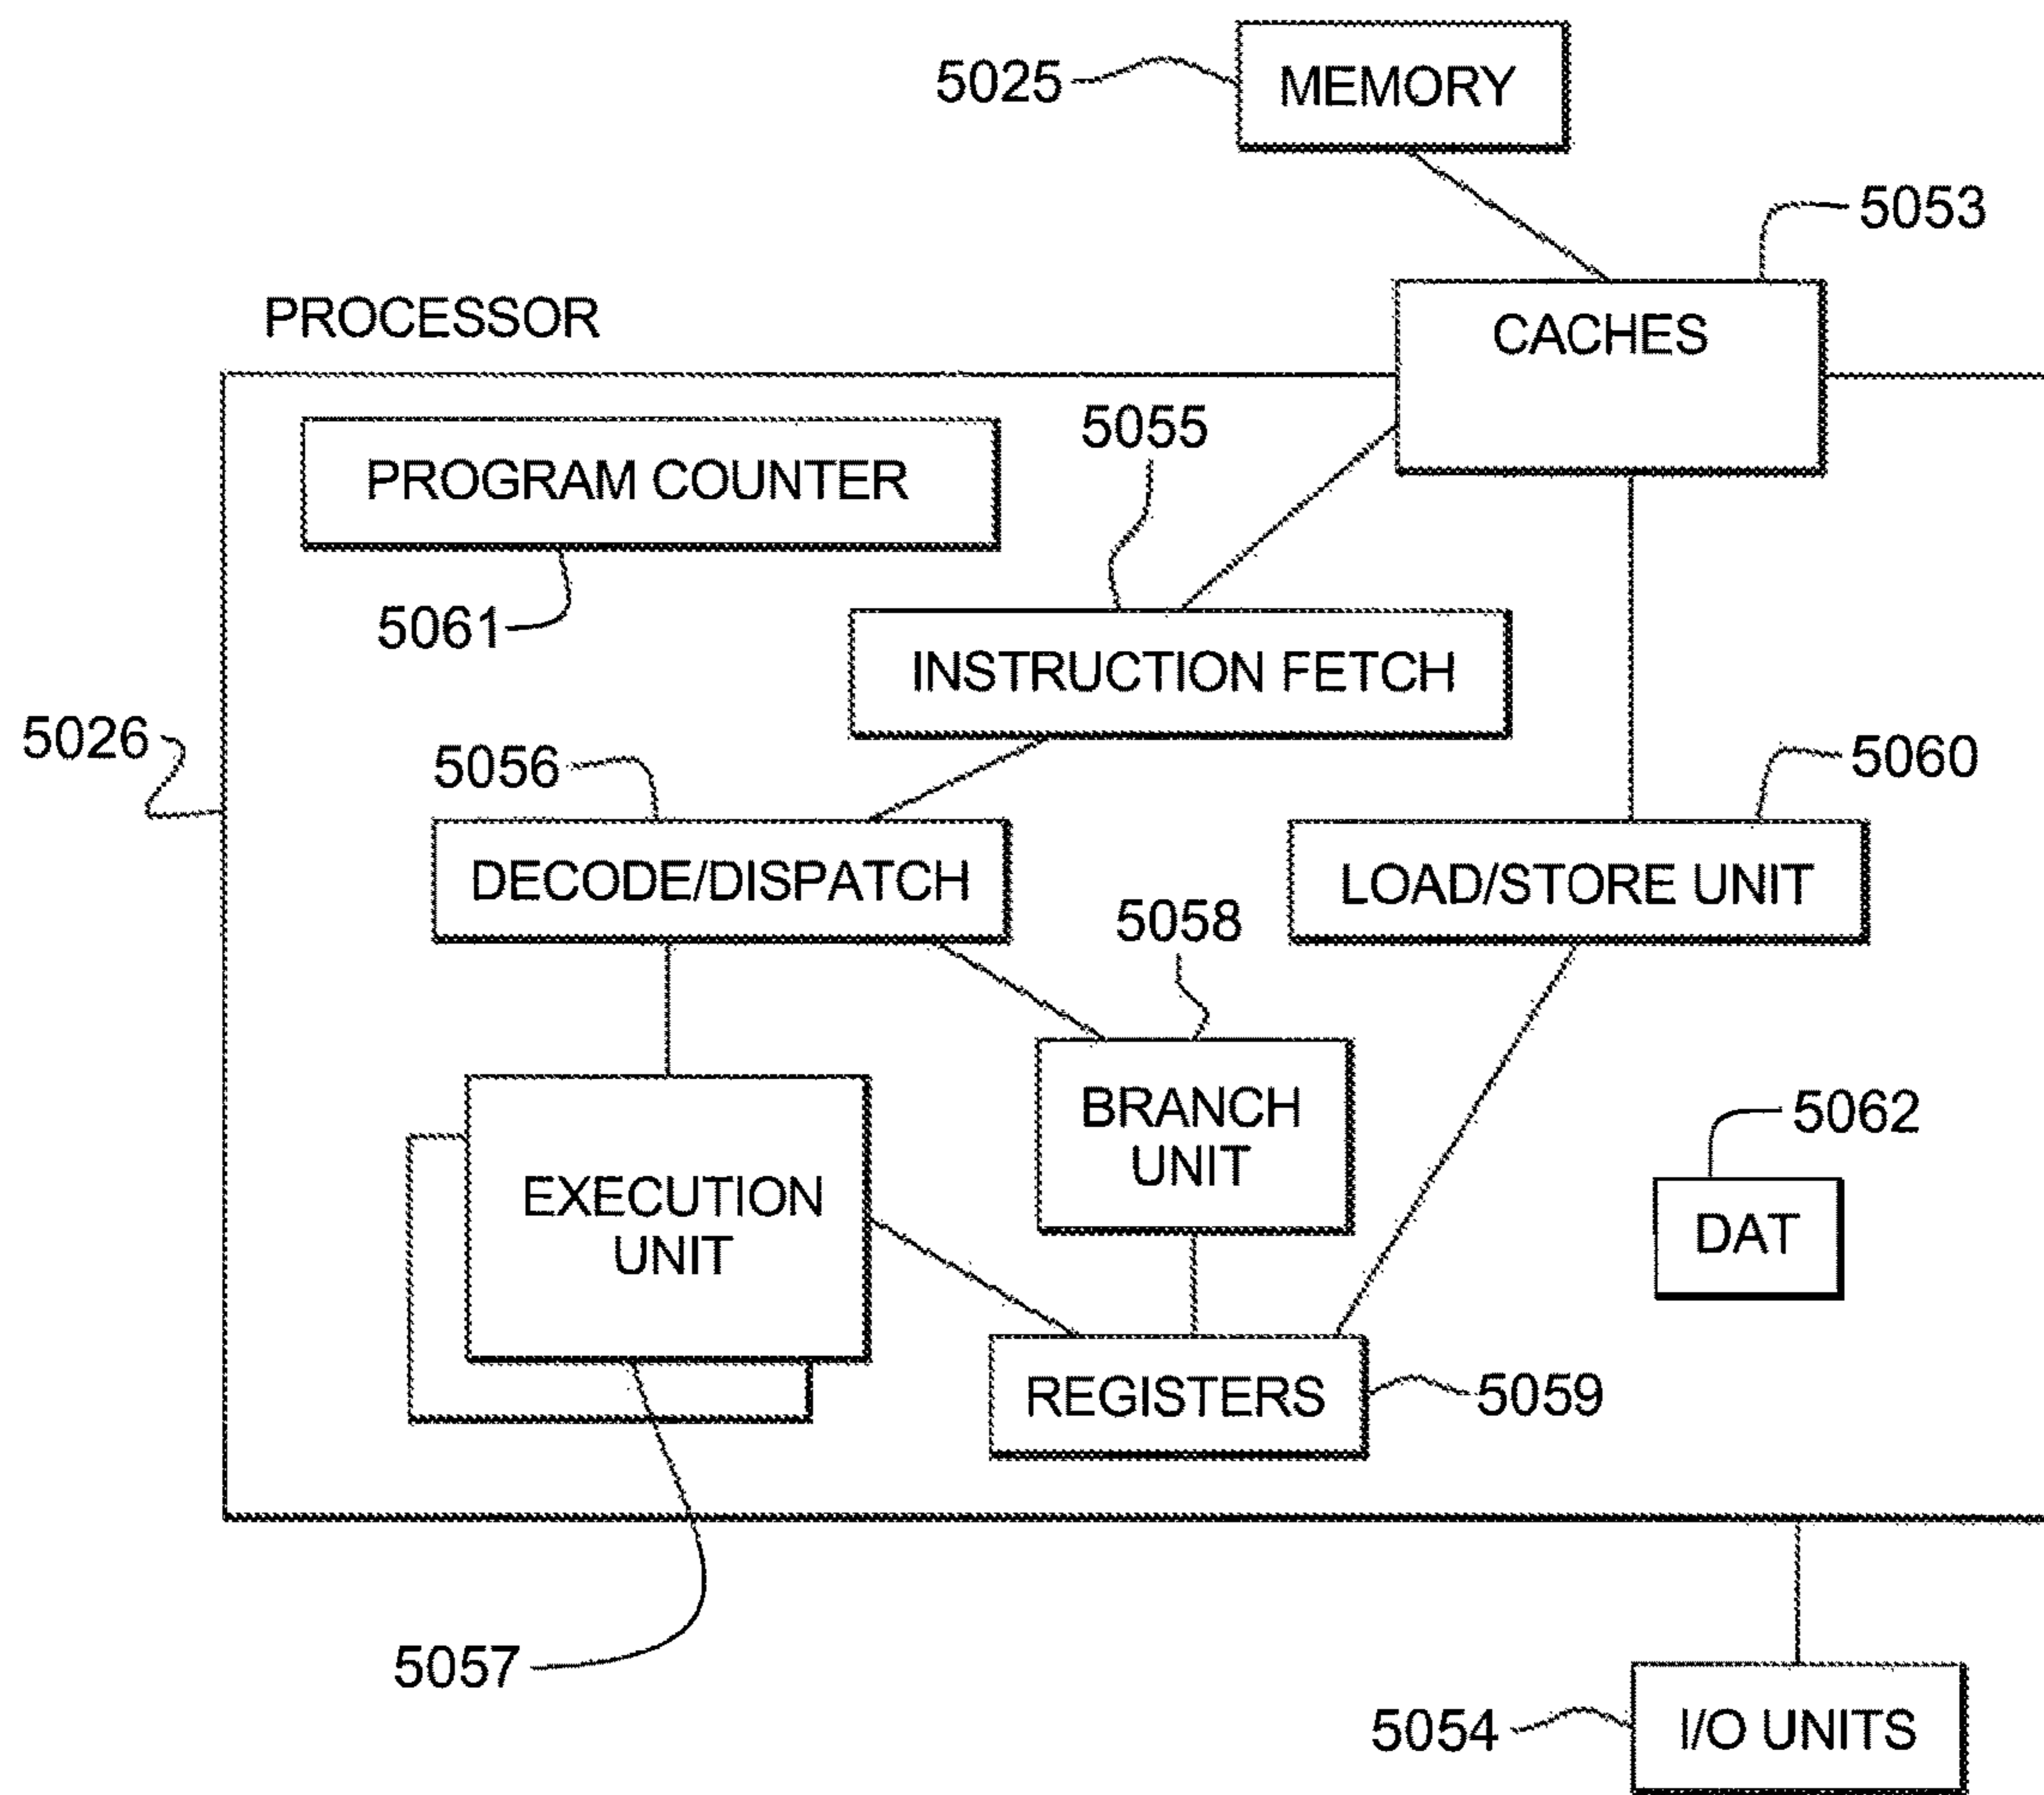 5025
MEMORY
5053
PROCESSOR
CACHES
5055
PROGRAM COUNTER
5061
INSTRUCTION FETCH
5026
5056
5060
DECODE/DISPATCH
LOAD/STORE UNIT
5058
BRANCH
UNIT
5062
EXECUTION
UNIT
DAT
REGISTERS
5059
5057
5054
I/O UNITS